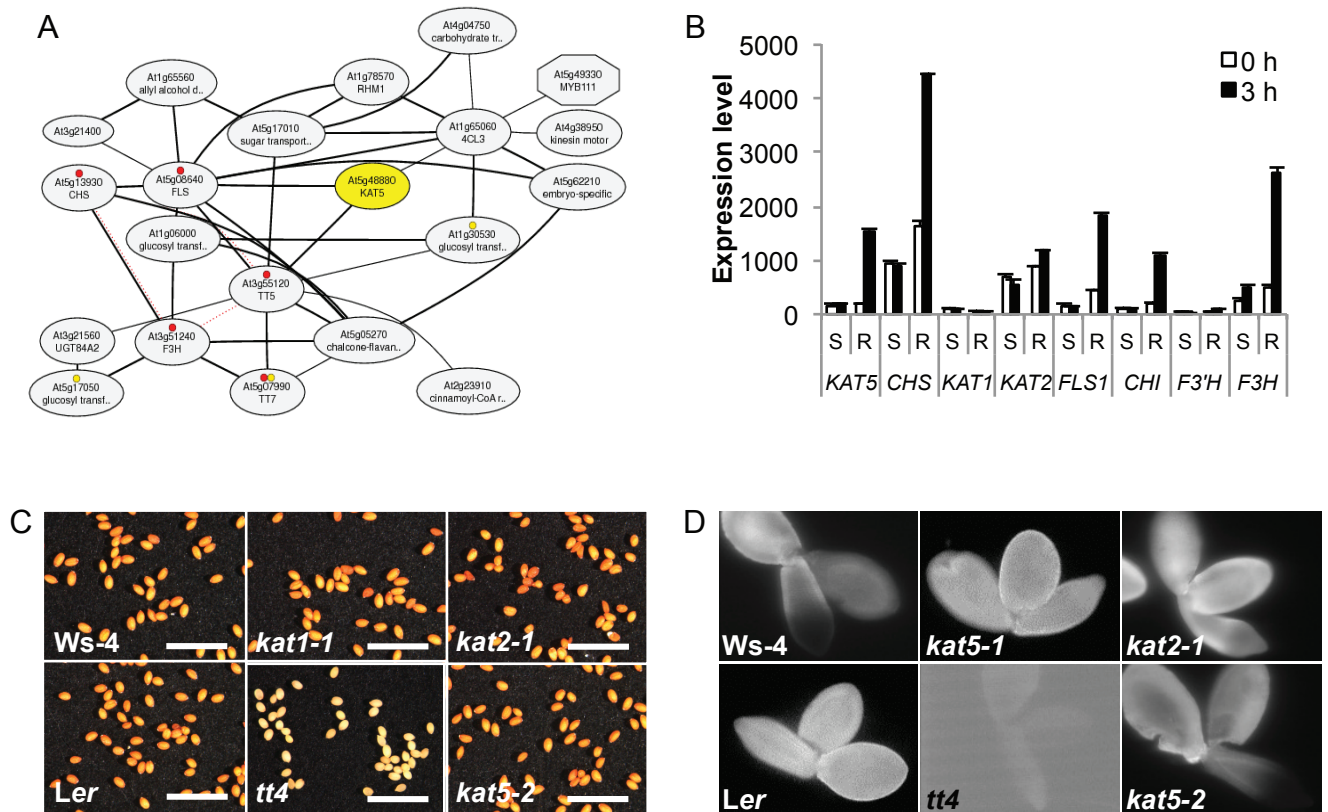 A
At4g04750
carbohydrate tr..
At1g65560
allyl alcohol d..
At1g78570
RHM1
At5g49330
MYB111
At3g21400
At5g17010
sugar transport..
At1g65060
4CL3
At4g38950
kinesin motor
At5g13930
CHS
At5g08640
FLS
At5g48880
KAT5
At5g62210
embryo-specific
At1g06000
glucosyl transf..
At1g30530
glucosyl transf..
At3g55120
TT5
At3g21560
UGT84A2
At3g51240
F3H
At5g05270
chalcone-flavan..
At5g17050
glucosyl transf..
At5g07990
TT7
At2g23910
cinnamoyl-CoA r..
B
Expression level
5000
4000
3000
2000
1000
0
0 h
3 h
S R S R S R S R S R S R S R S R
KAT5 CHS KAT1 KAT2 FLS1 CHI F3'H F3H
C
Ws-4 kat1-1 kat2-1
Ler tt4 kat5-2
D
Ws-4 kat5-1 kat2-1
Ler tt4 kat5-2